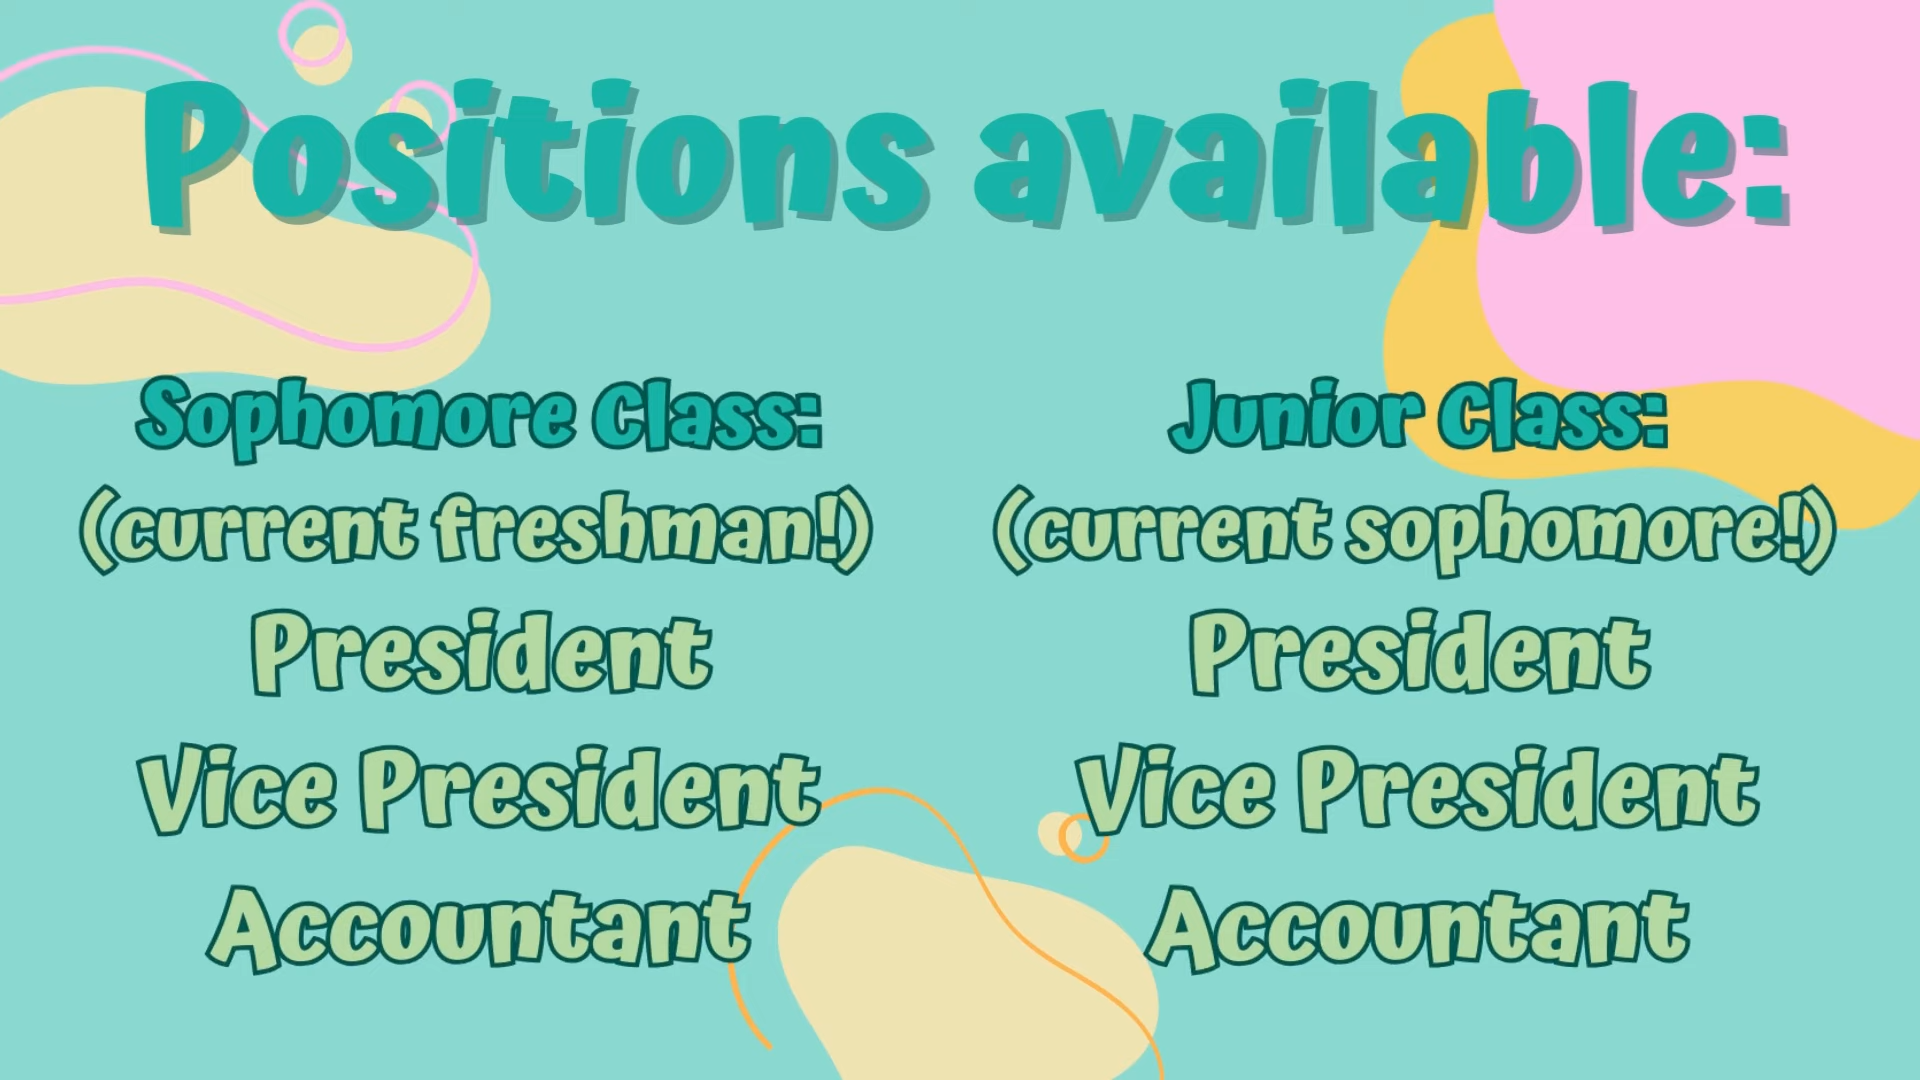 Positions available:
Sophomore Class:
(current freshman!)
President
Vice President
Accountant
Junior Class:
(current sophomore!)
President
Vice President
Accountant